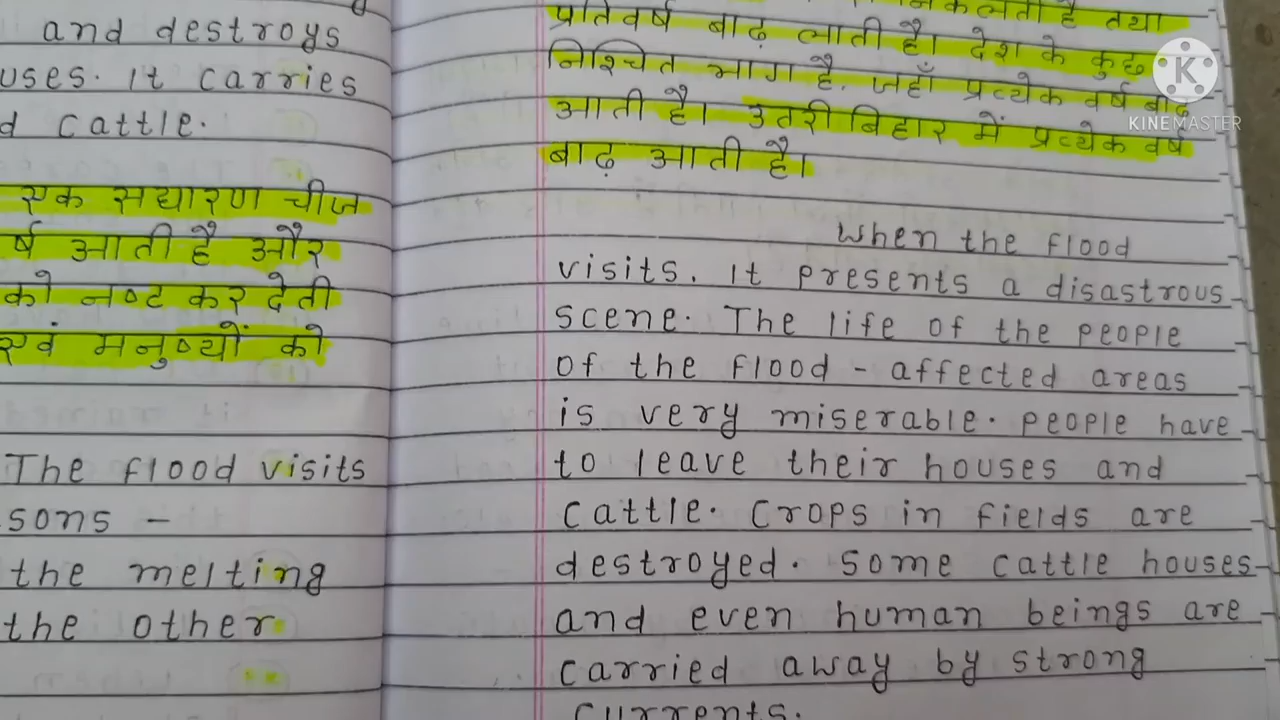 and destroys
uses. It carries
d cattle.
एक सधारण चीज
र्ष आती है और
को नष्ट कर देती
एवं मनुष्यों को
The flood visits
sons -
the melting
the other
तथा
प्रतिवर्ष बाढ़ लाती है। देश के कुछ
निश्चित भाग है. जहाँ प्रत्येक वर्ष बाढ़
आती है। उतरी बिहार में प्रत्येक वर्ष
बाढ़ आती है।
When the flood
visits. It presents a disastrous
scene. The life of the people
of the flood - affected areas
is very miserable. people have
to leave their houses and
cattle. Crops in fields are
destroyed. some cattle houses
and even human beings are
carried away by strong
currents.
K
KINEMASTER